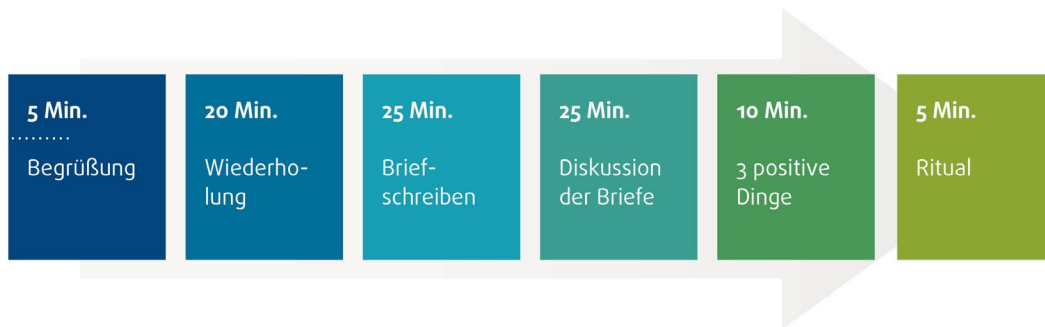 5 Min.
Begrüßung
20 Min.
Wiederho-
lung
25 Min.
Brief-
schreiben
25 Min.
Diskussion
der Briefe
10 Min.
3 positive
Dinge
5 Min.
Ritual